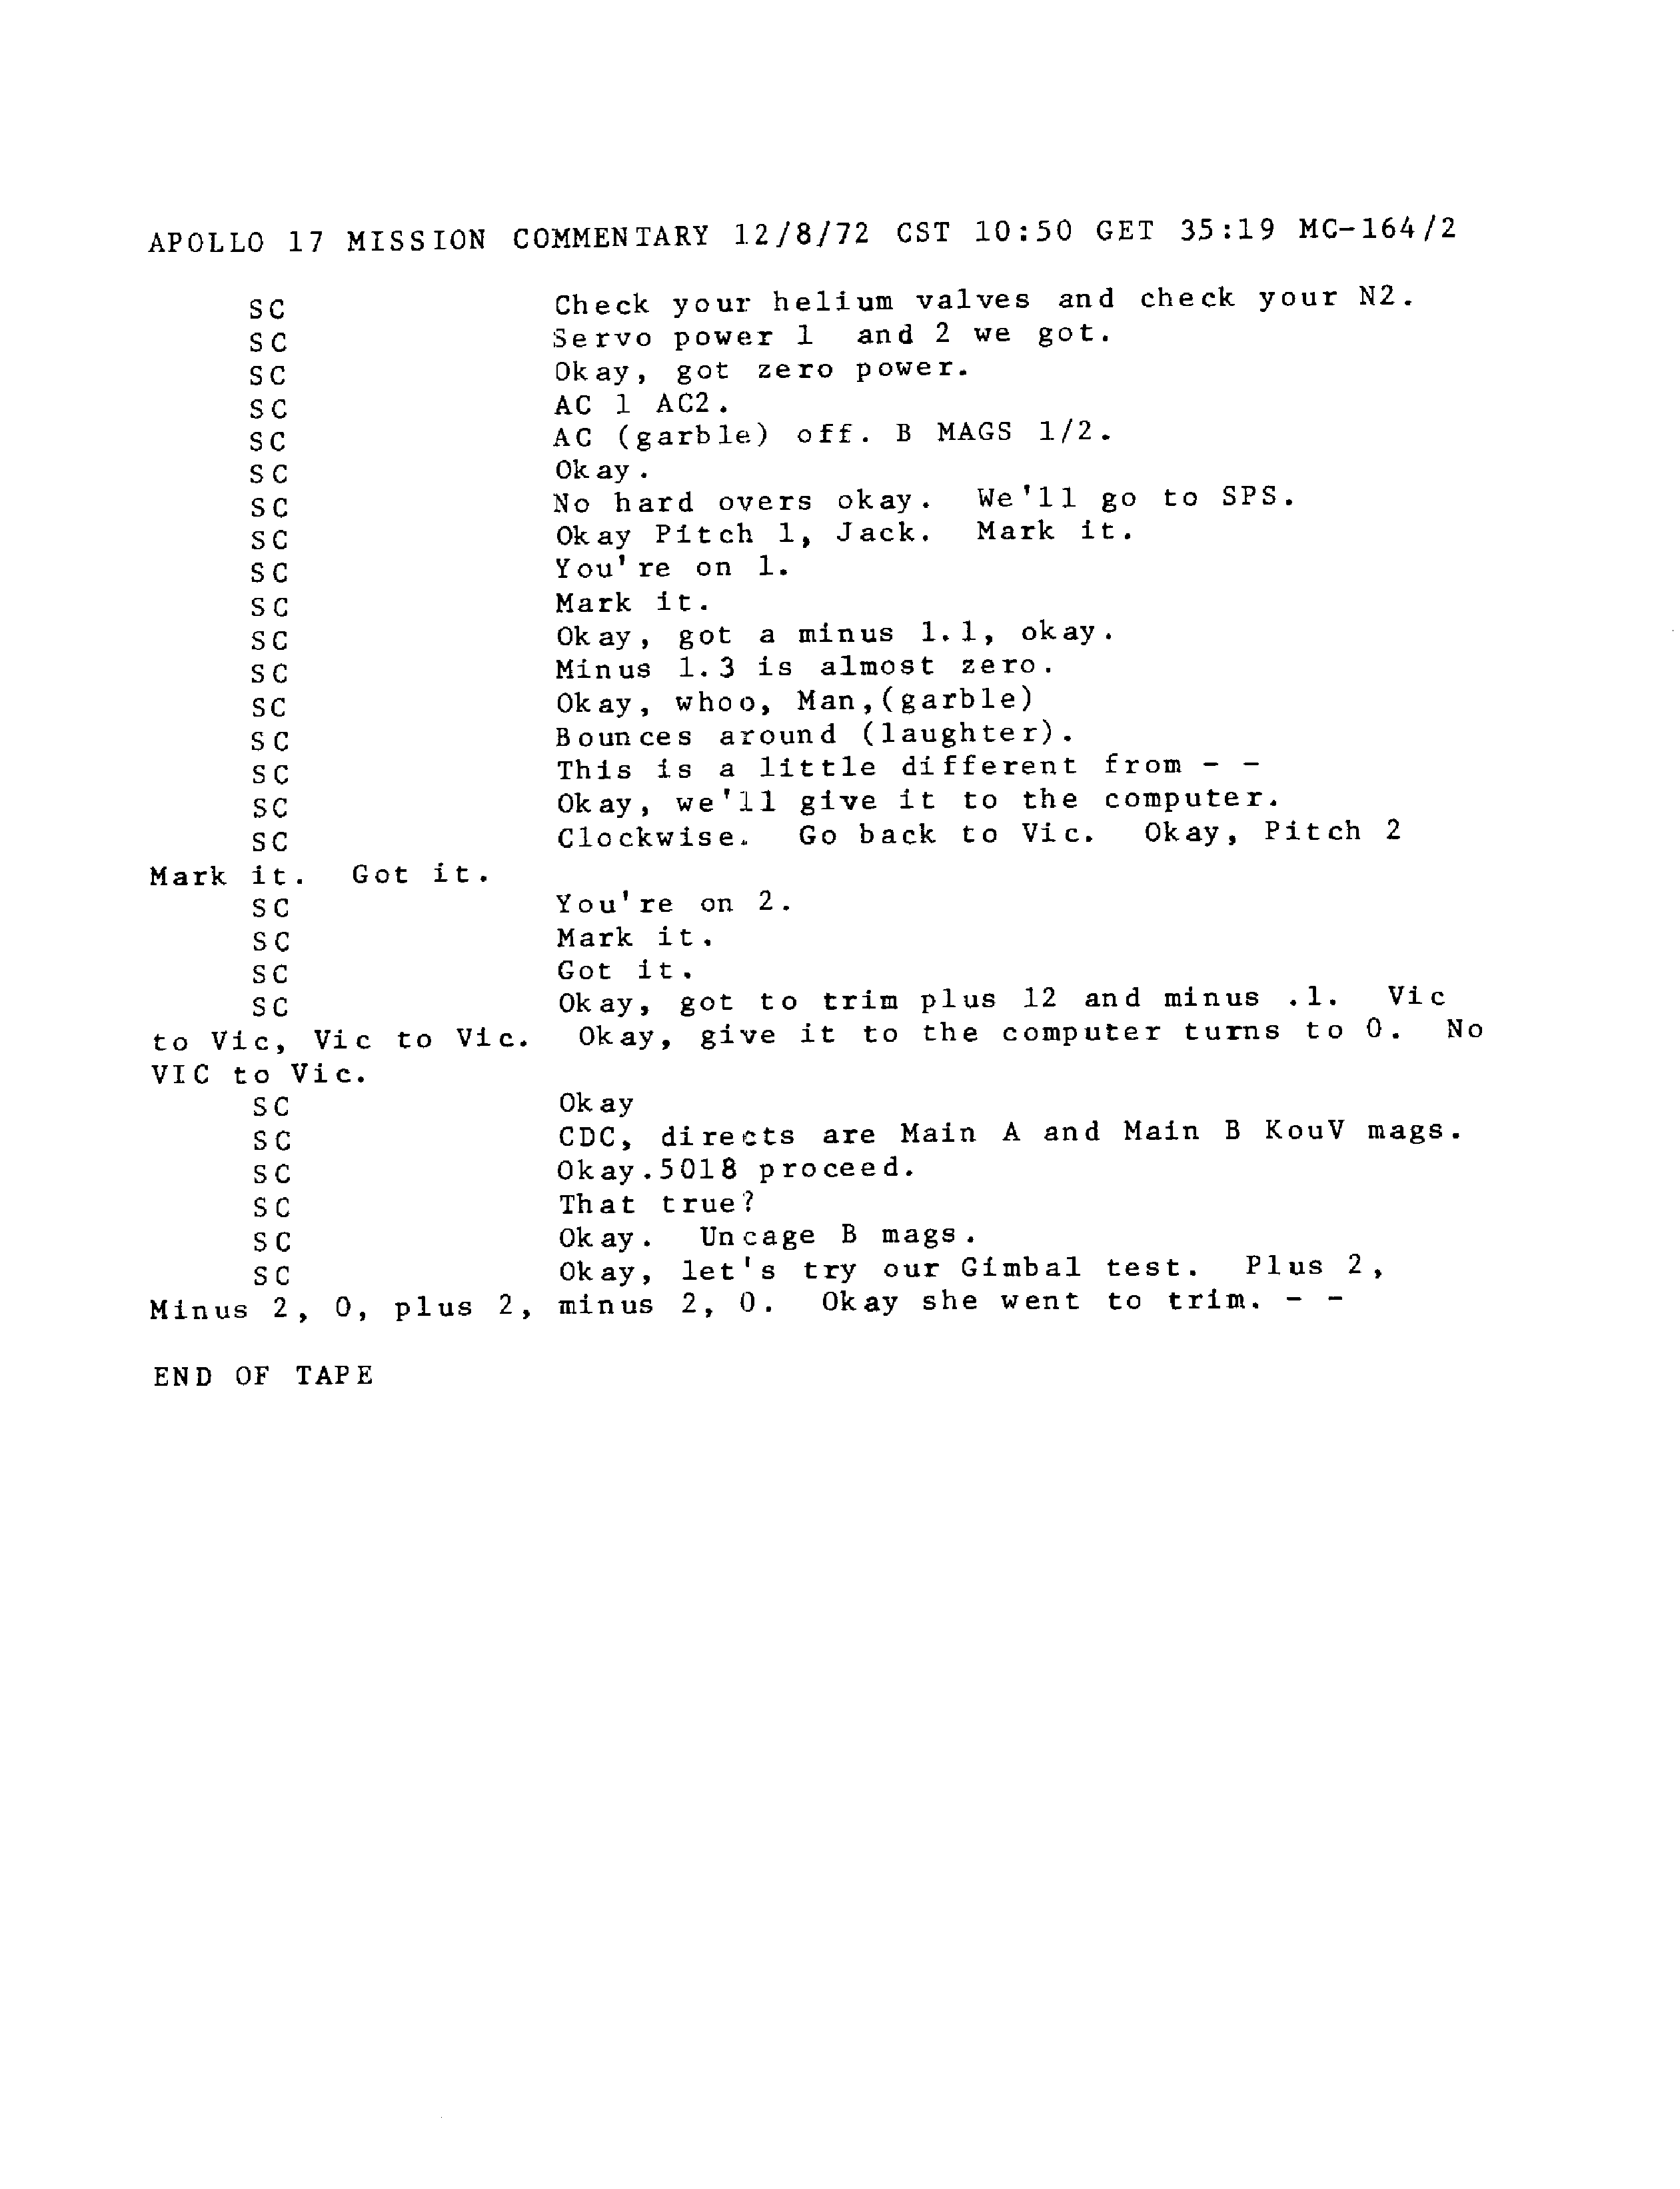 APOLLO 17 MISSION COMMENTARY 12/8/72 CST 10:50 GET 35:19 MC-164/2
SC Check your helium valves and check your N2.
SC Servo power 1 and 2 we got.
SC Okay, got zero power.
SC AC 1 AC2.
SC AC (garble) off. B MAGS 1/2.
SC Okay.
SC No hard overs okay. We'll go to SPS.
SC Okay Pitch 1, Jack. Mark it.
SC You're on 1.
SC Mark it.
SC Okay, got a minus 1.1, okay.
SC Minus 1.3 is almost zero.
SC Okay, whoo, Man,(garble)
SC Bounces around (laughter).
SC This is a little different from - -
SC Okay, we'll give it to the computer.
SC Clockwise. Go back to Vic. Okay, Pitch 2
Mark it. Got it.
SC You're on 2.
SC Mark it.
SC Got it.
SC Okay, got to trim plus 12 and minus .1. Vic
to Vic, Vic to Vic. Okay, give it to the computer turns to 0. No
VIC to Vic.
SC Okay
SC CDC, directs are Main A and Main B KouV mags.
SC Okay.5018 proceed.
SC That true?
SC Okay. Uncage B mags.
SC Okay, let's try our Gimbal test. Plus 2,
Minus 2, 0, plus 2, minus 2, 0. Okay she went to trim. - -
END OF TAPE